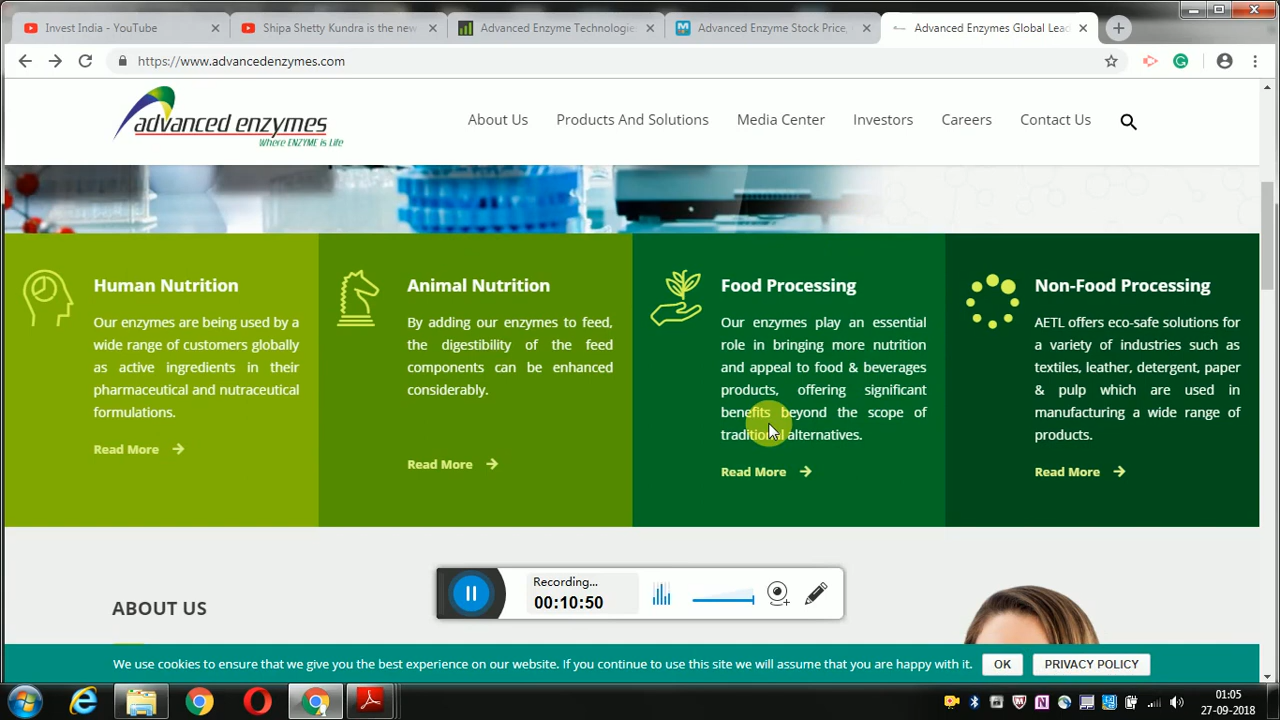 Invest India - YouTube
Shipa Shetty Kundra is the new
Advanced Enzyme Technologies
Advanced Enzyme Stock Price,
Advanced Enzymes Global Lea
https://www.advancedenzymes.com
advanced enzymes
Where ENZYME is Life
About Us
Products And Solutions
Media Center
Investors
Careers
Contact Us
Human Nutrition
Our enzymes are being used by a
wide range of customers globally
as active ingredients in their
pharmaceutical and nutraceutical
formulations.
Read More
Animal Nutrition
By adding our enzymes to feed,
the digestibility of the feed
components can be enhanced
considerably.
Read More
Food Processing
Our enzymes play an essential
role in bringing more nutrition
and appeal to food & beverages
products, offering significant
benefits beyond the scope of
traditional alternatives.
Read More
Non-Food Processing
AETL offers eco-safe solutions for
a variety of industries such as
textiles, leather, detergent, paper
& pulp which are used in
manufacturing a wide range of
products.
Read More
Recording...
00:10:50
ABOUT US
We use cookies to ensure that we give you the best experience on our website. If you continue to use this site we will assume that you are happy with it.
OK
PRIVACY POLICY
01:05
27-09-2018